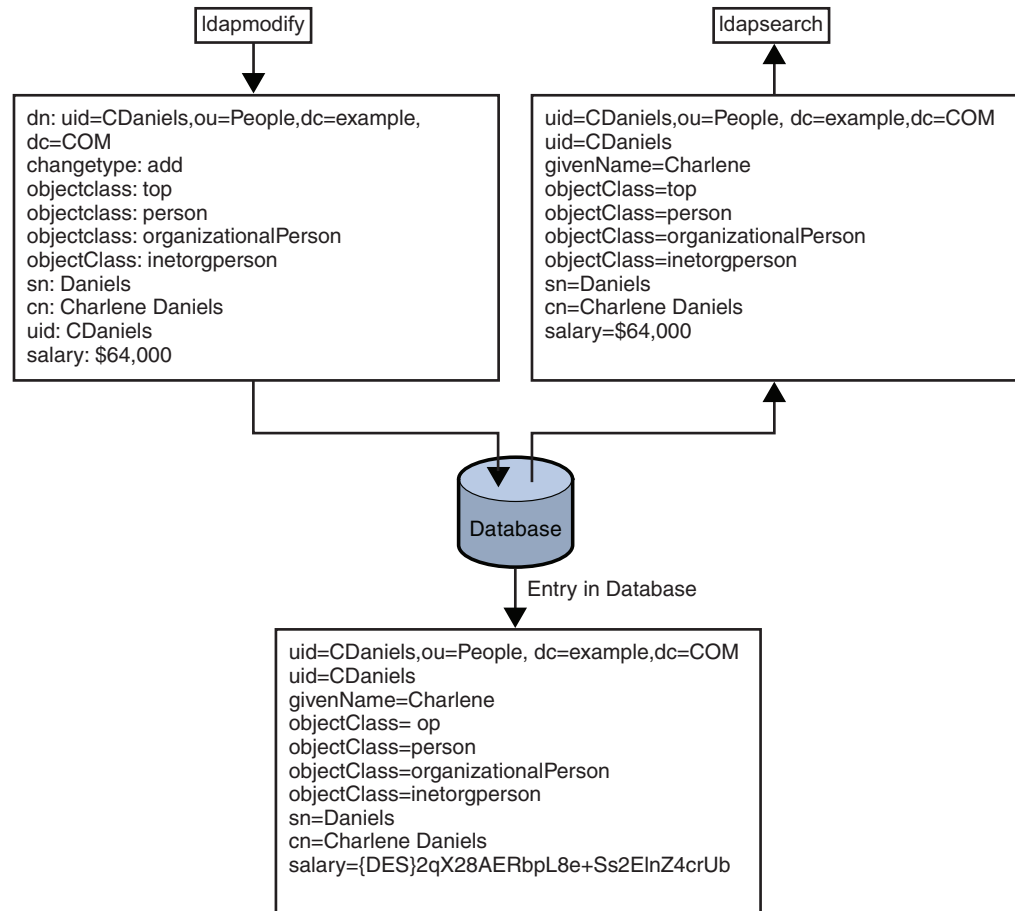 ldapmodify
dn: uid=CDaniels,ou=People,dc=example,
dc=COM
changetype: add
objectclass: top
objectclass: person
objectclass: organizationalPerson
objectClass: inetorgperson
sn: Daniels
cn: Charlene Daniels
uid: CDaniels
salary: $64,000
ldapsearch
uid=CDaniels,ou=People, dc=example,dc=COM
uid=CDaniels
givenName=Charlene
objectClass=top
objectClass=person
objectClass=organizationalPerson
objectClass=inetorgperson
sn=Daniels
cn=Charlene Daniels
salary=$64,000
Database
Entry in Database
uid=CDaniels,ou=People, dc=example,dc=COM
uid=CDaniels
givenName=Charlene
objectClass= op
objectClass=person
objectClass=organizationalPerson
objectClass=inetorgperson
sn=Daniels
cn=Charlene Daniels
salary={DES}2qX28AERbpL8e+Ss2ElnZ4crUb